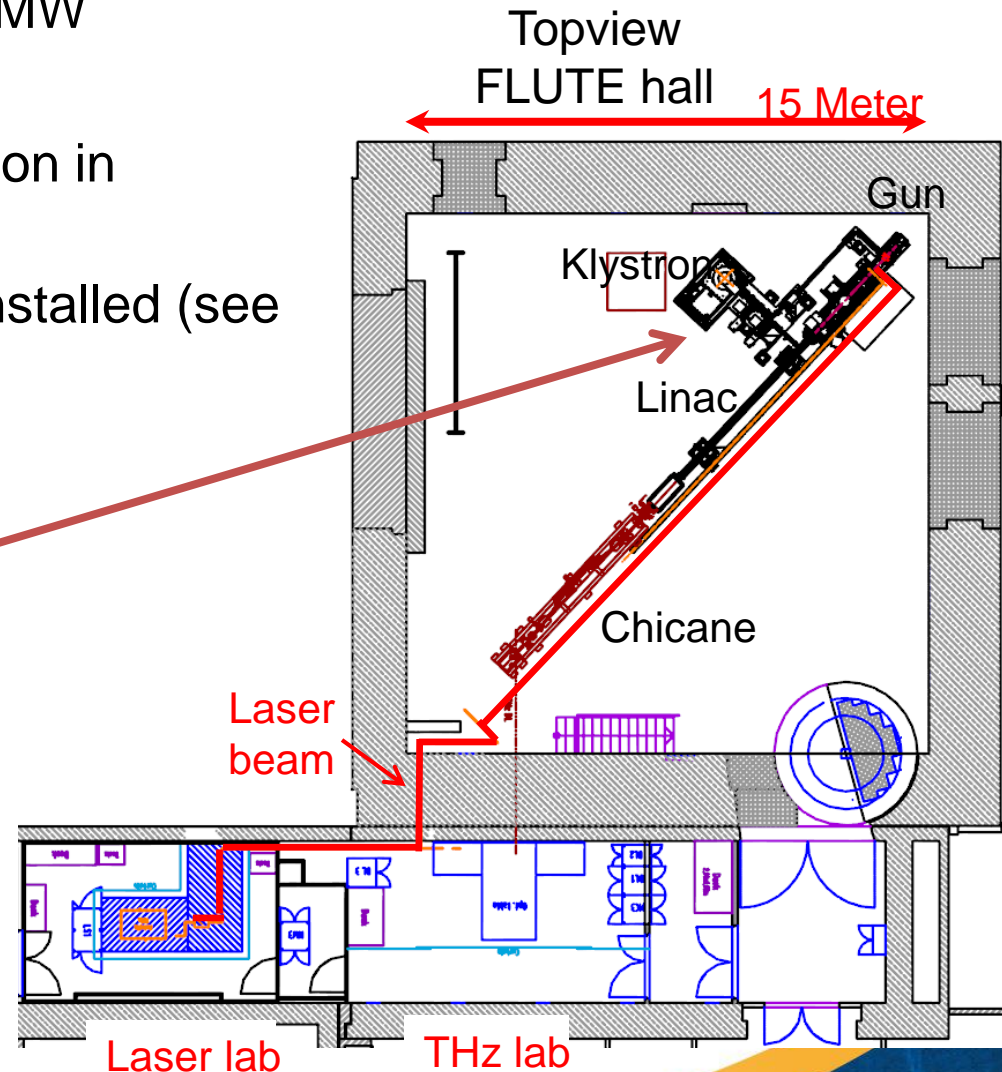 MW
Topview
FLUTE hall
15 Meter
on in
Gun
Klystron
nstalled (see
Linac
Chicane
Laser
beam
Laser lab
THz lab